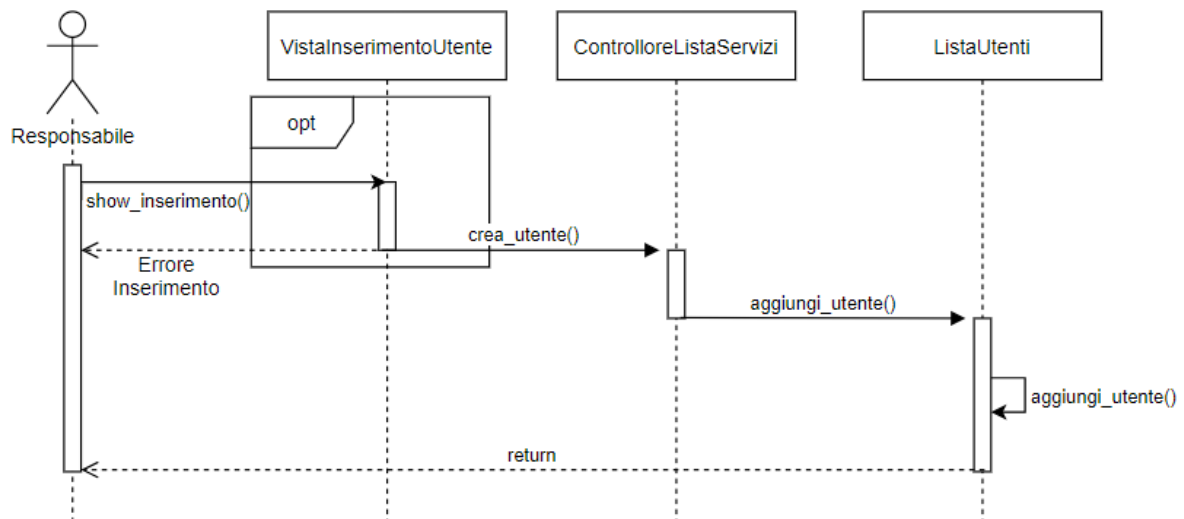 VistaInserimentoUtente
ControlloreListaServizi
ListaUtenti
opt
Responsabile
show_inserimento()
crea_utente()
Errore
Inserimento
aggiungi_utente()
aggiungi_utente()
return